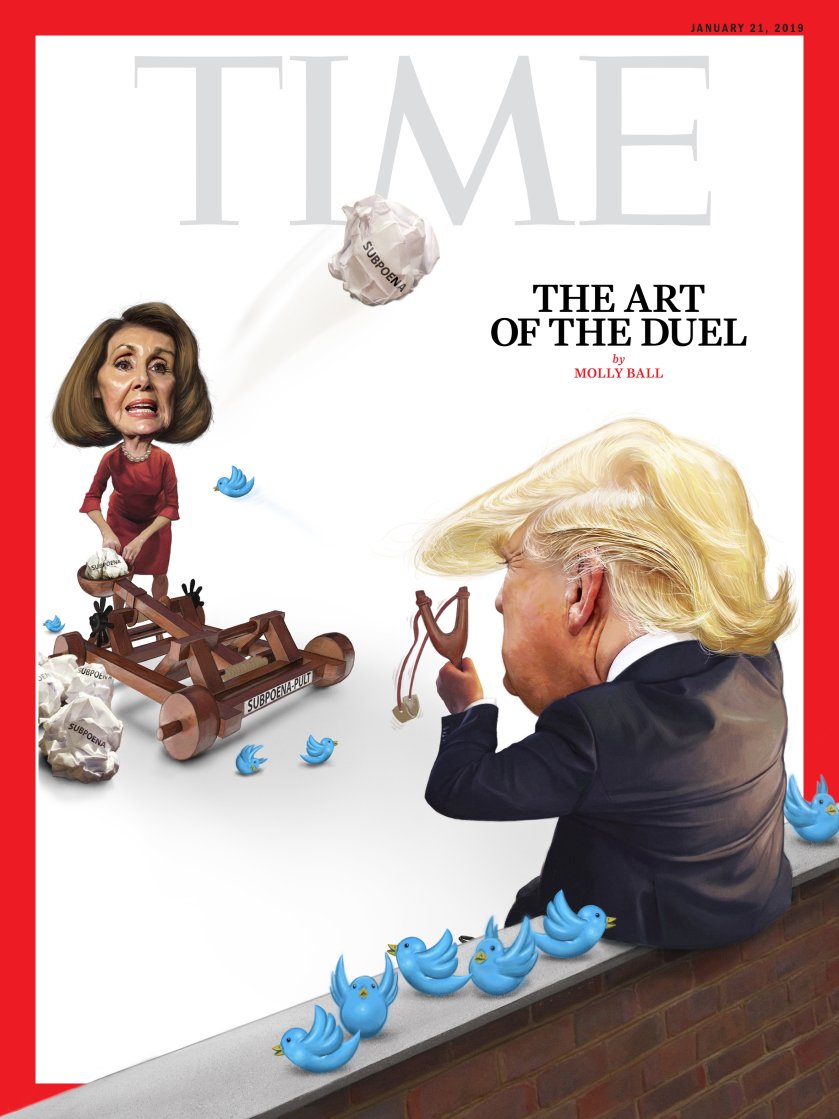 JANUARY 21, 2019
TIME
SUBPOENA
THE ART
OF THE DUEL
by
MOLLY BALL
SUBPOENA
SUBPOENA
SUBPOENA
SUBPOENA-PULT